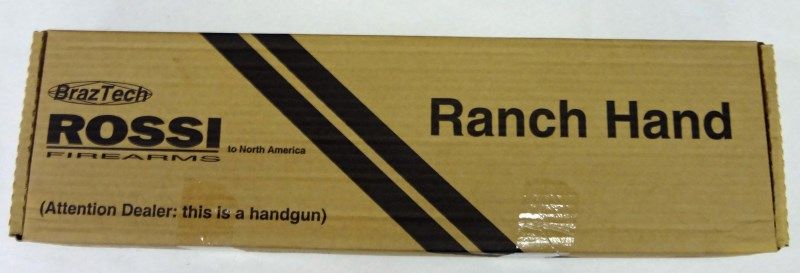 BrazTech
ROSSI
FIREARMS
to North America
Ranch Hand
(Attention Dealer: this is a handgun)